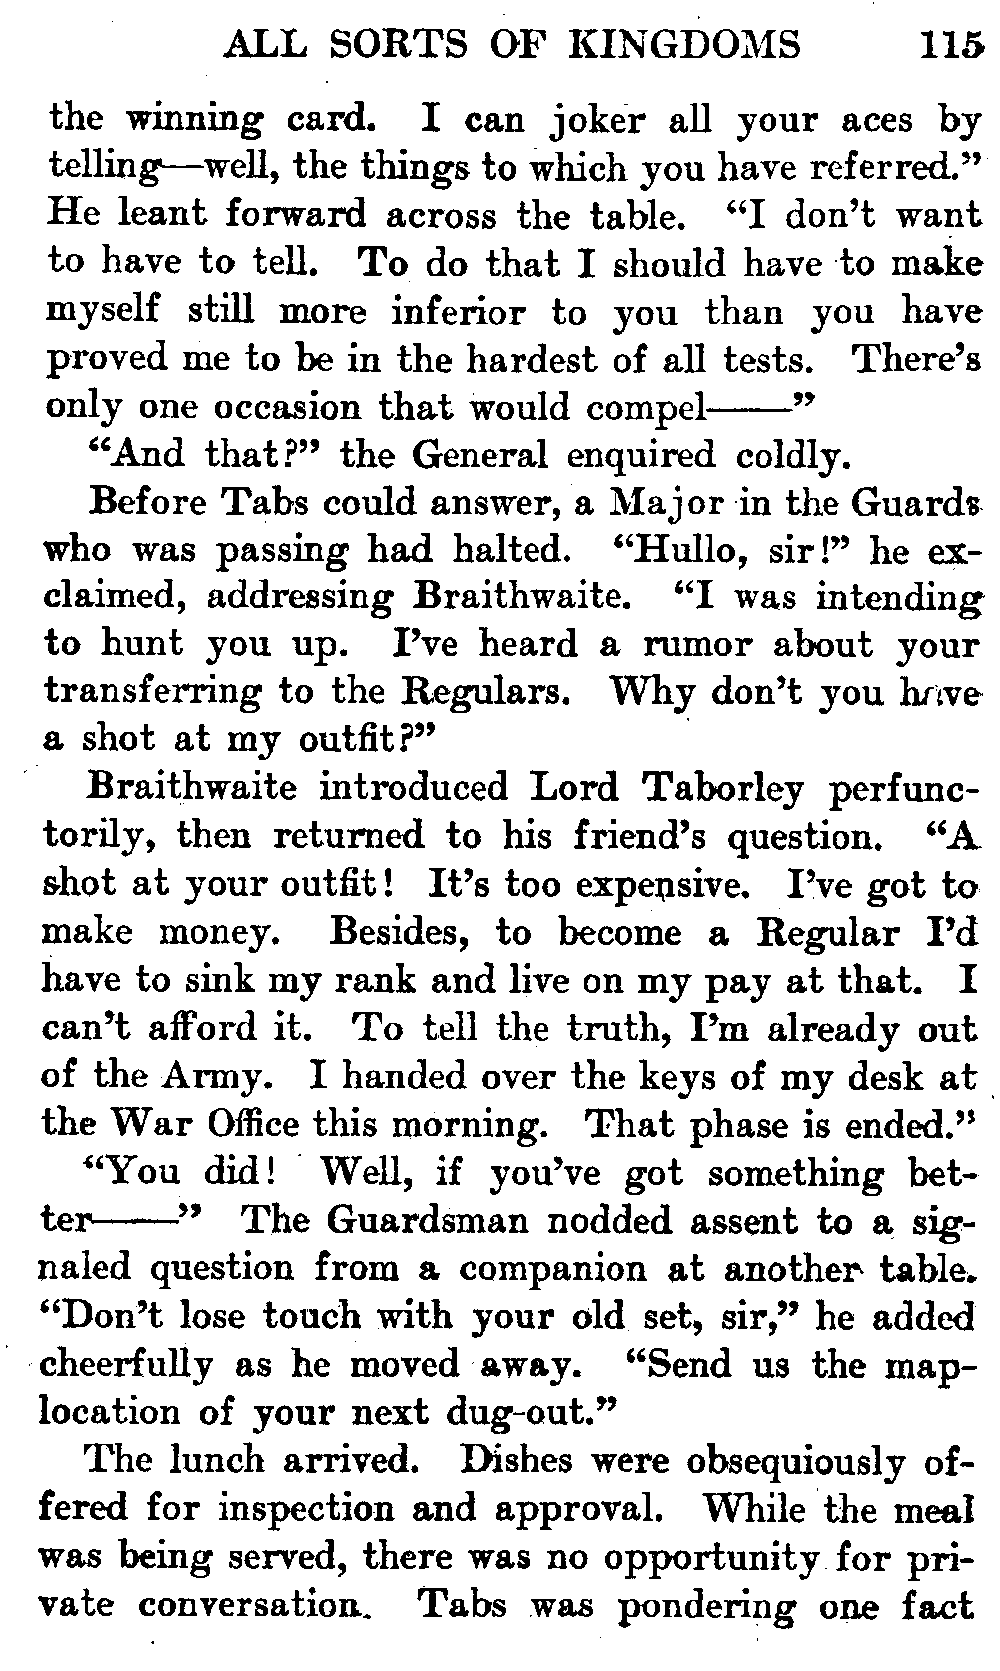 ALL SORTS OF KINGDOMS 115
the winning card. I can joker all your aces by
telling—well, the things to which you have referred."
He leant forward across the table. "I don't want
to have to tell. To do that I should have to make
myself still more inferior to you than you have
proved me to be in the hardest of all tests. There's
only one occasion that would compel——"
"And that?" the General enquired coldly.
Before Tabs could answer, a Major in the Guards
who was passing had halted. "Hullo, sir!" he ex-
claimed, addressing Braithwaite. "I was intending
to hunt you up. I've heard a rumor about your
transferring to the Regulars. Why don't you have
a shot at my outfit?"
Braithwaite introduced Lord Taborley perfunc-
torily, then returned to his friend's question. "A
shot at your outfit! It's too expensive. I've got to
make money. Besides, to become a Regular I'd
have to sink my rank and live on my pay at that. I
can't afford it. To tell the truth, I'm already out
of the Army. I handed over the keys of my desk at
the War Office this morning. That phase is ended."
"You did! Well, if you've got something bet-
ter——" The Guardsman nodded assent to a sig-
naled question from a companion at another table.
"Don't lose touch with your old set, sir," he added
cheerfully as he moved away. "Send us the map-
location of your next dug-out."
The lunch arrived. Dishes were obsequiously of-
fered for inspection and approval. While the meal
was being served, there was no opportunity for pri-
vate conversation. Tabs was pondering one fact